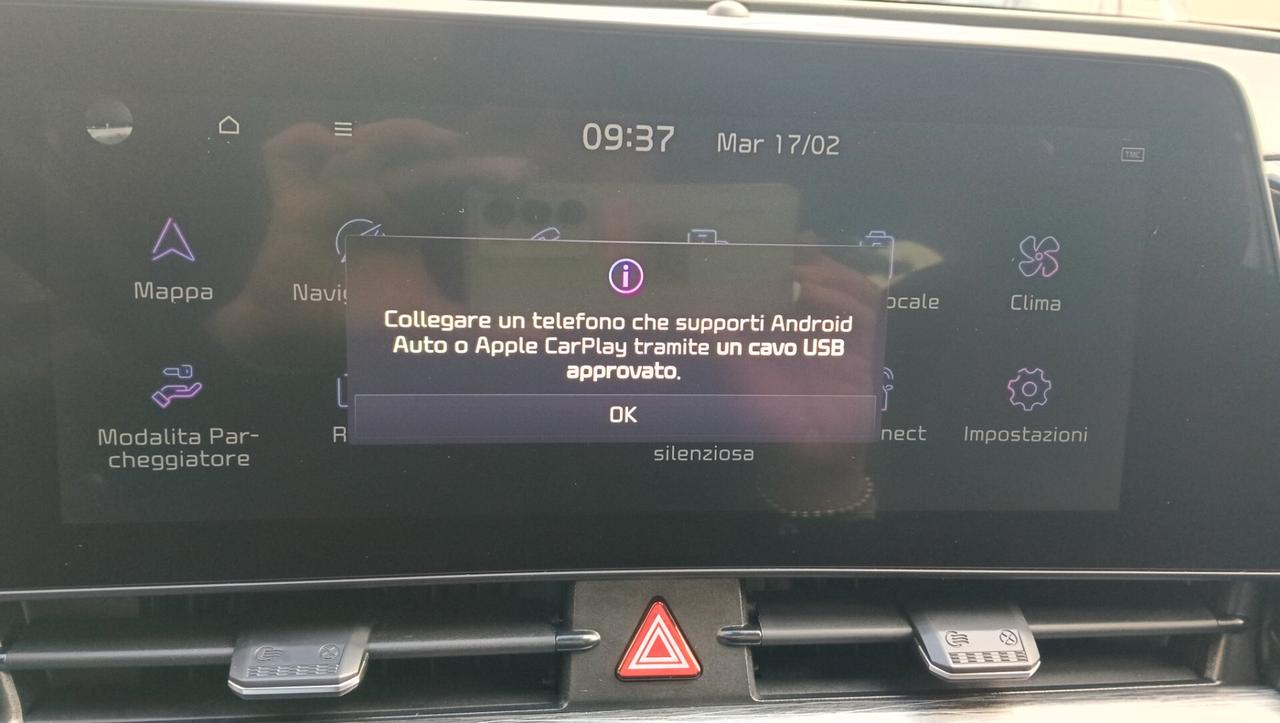 09:37 Mar 17/02
TMC
Mappa
Clima
Collegare un telefono che supporti Android
Auto o Apple CarPlay tramite un cavo USB
approvato.
OK
Modalita Par-
cheggiatore
silenziosa
Impostazioni